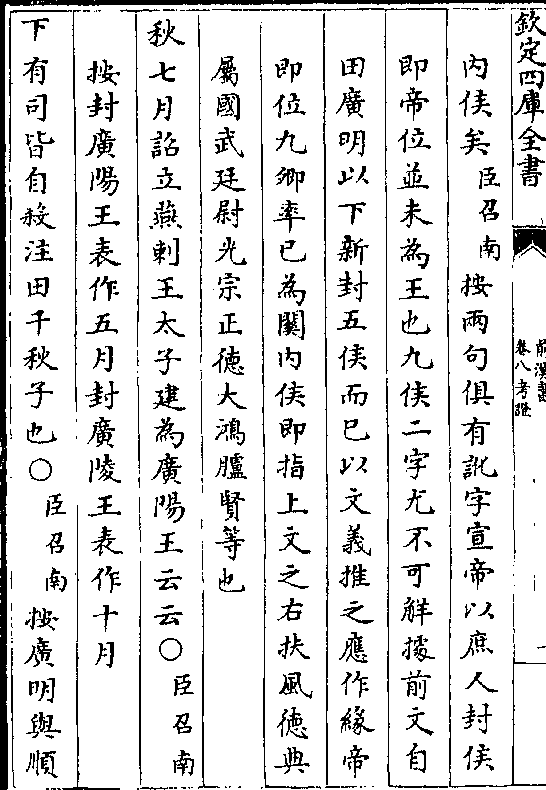 欽定四庫全書
前漢書
卷八考證
內侯矣臣召南按兩句俱有訛字宣帝以庶人封侯
即帝位並未為王也九侯二字尤不可解據前文自
田廣明以下新封五侯而已以文義推之應作緣帝
即位九卿率已為關內侯即指上文之右扶風德典
屬國武廷尉光宗正德大鴻臚賢等也
秋七月詔立燕剌王太子建為廣陽王云云○臣召南
按封廣陽王表作五月封廣陵王表作十月
下有司皆自殺注田千秋子也○臣召南按廣明與順